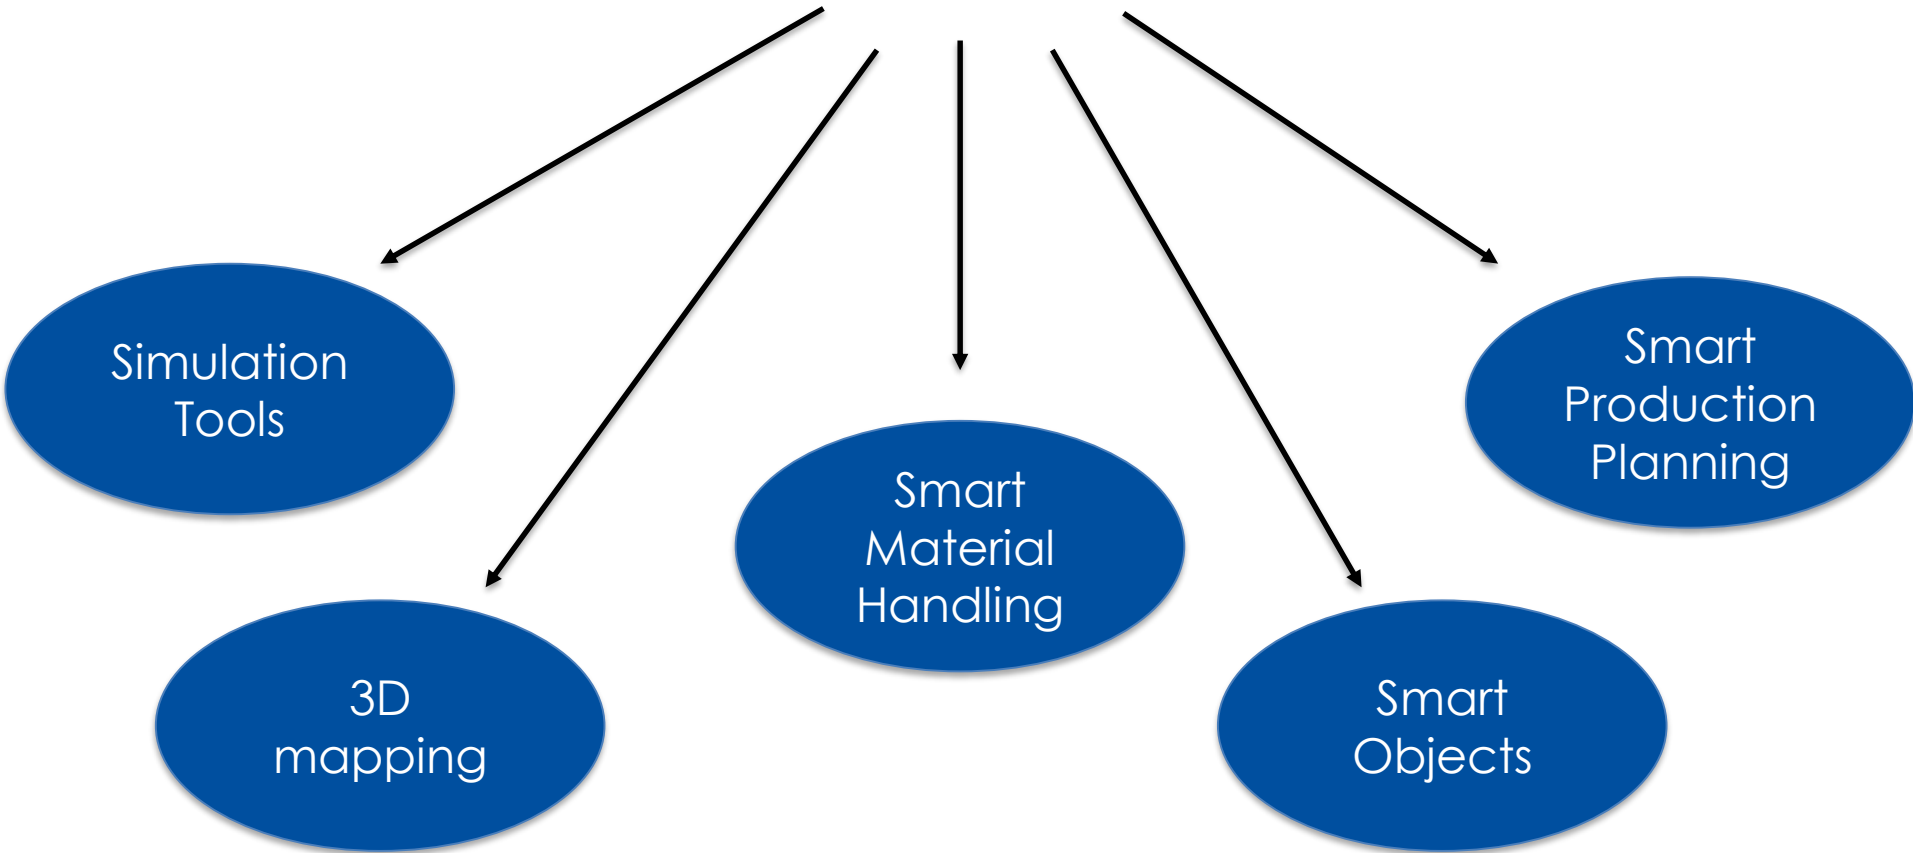 Simulation
Tools
3D
mapping
Smart
Material
Handling
Smart
Objects
Smart
Production
Planning